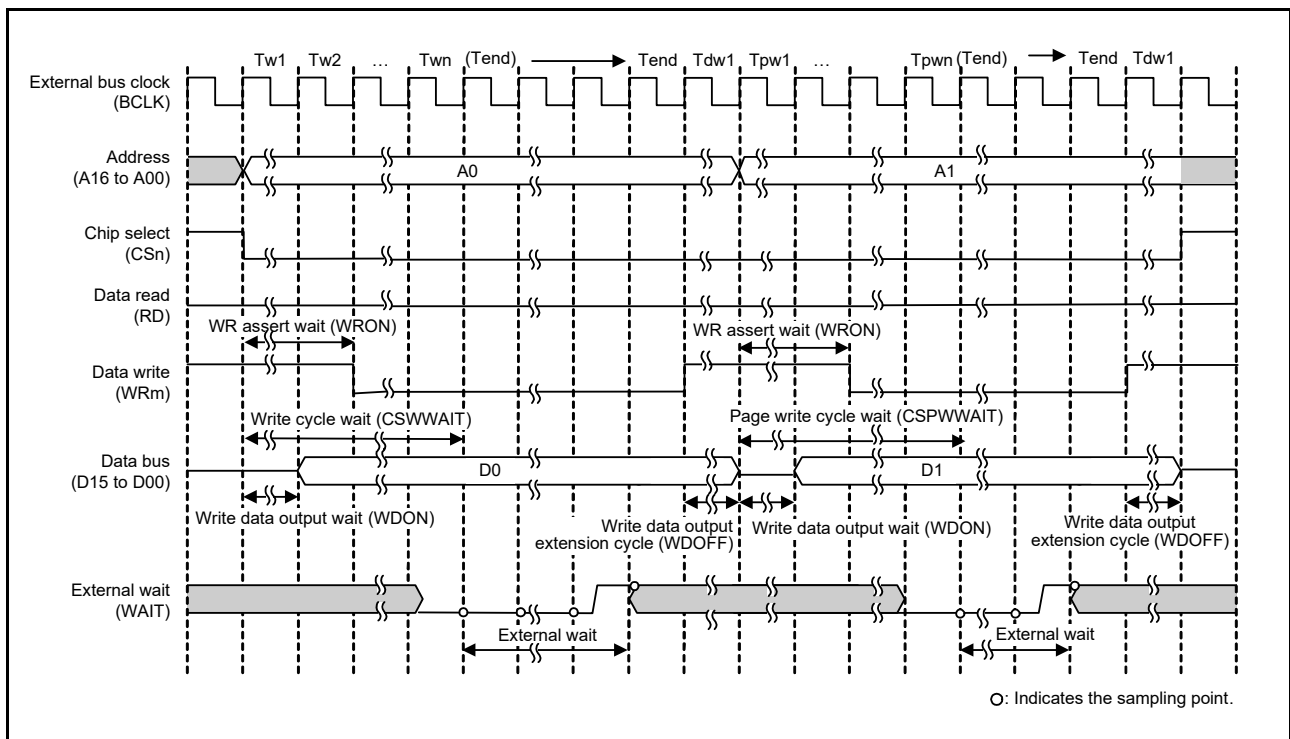 Tw1 Tw2 … Twn (Tend) Tend Tdw1 Tpw1 … Tpwn (Tend) Tend Tdw1
External bus clock
(BCLK)
Address
(A16 to A00)
A0 A1
Chip select
(CSn)
Data read
(RD)
WR assert wait (WRON) WR assert wait (WRON)
Data write
(WRm)
Write cycle wait (CSWWAIT) Page write cycle wait (CSPWWAIT)
Data bus
(D15 to D00)
D0 D1
Write data output wait (WDON) Write data output
extension cycle (WDOFF) Write data output wait (WDON) Write data output
extension cycle (WDOFF)
External wait
(WAIT)
External wait External wait
O: Indicates the sampling point.